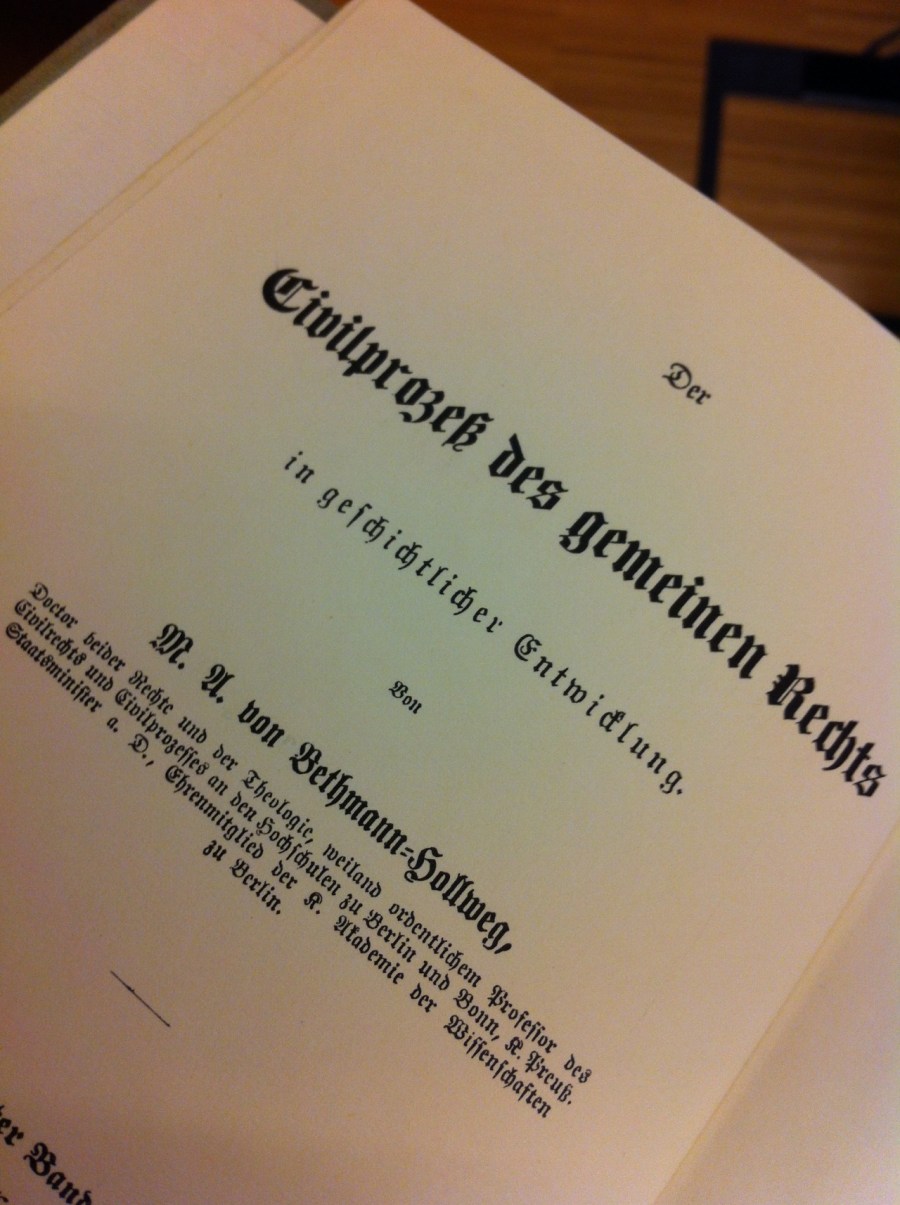 Der
Civilprozeß des gemeinen Rechts
in geschichtlicher Entwicklung.
Von
M. A. von Bethmann-Hollweg,
Doctor beider Rechte und der Theologie, weiland ordentlichem Professor des
Civilrechts und Civilprozesses an den Hochschulen zu Berlin und Bonn, K. Preuß.
Staatsminister a. D., Ehrenmitglied der K. Akademie der Wissenschaften
zu Berlin.
Band